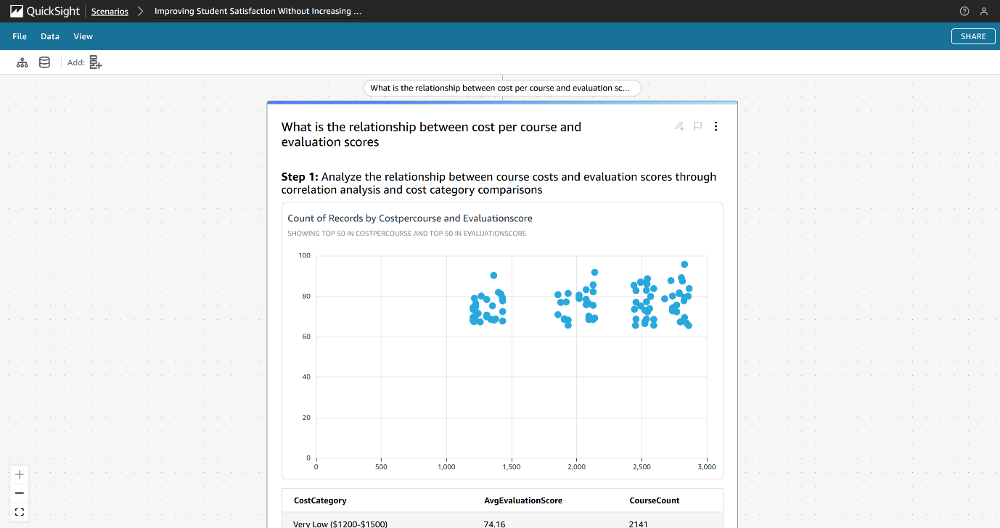 QuickSight
Scenarios
Improving Student Satisfaction Without Increasing ...
File
Data
View
SHARE
Add:
What is the relationship between cost per course and evaluation sc...
What is the relationship between cost per course and
evaluation scores
Step 1: Analyze the relationship between course costs and evaluation scores through
correlation analysis and cost category comparisons
Count of Records by Costpercourse and Evaluationscore
SHOWING TOP 50 IN COSTPERCOURSE AND TOP 50 IN EVALUATIONSCORE
100
80
60
40
20
0
0 500 1,000 1,500 2,000 2,500 3,000
CostCategory AvgEvaluationScore CourseCount
Very Low ($1200-$1500) 74.16 2141